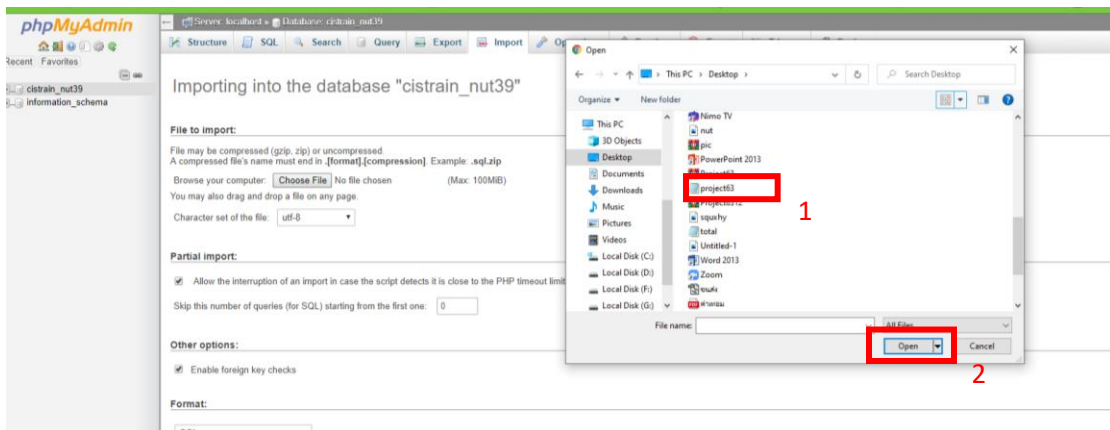 phpMyAdmin
Recent Favorites
cistrain_nut39
information_schema
Server: localhost » Database: cistrain_nut39
Structure SQL Search Query Export Import
Importing into the database "cistrain_nut39"
File to import:
File may be compressed (gzip, zip) or uncompressed.
A compressed file's name must end in .[format].[compression]. Example: .sql.zip
Browse your computer: Choose File No file chosen (Max: 100MiB)
You may also drag and drop a file on any page.
Character set of the file: utf-8
Partial import:
Allow the interruption of an import in case the script detects it is close to the PHP timeout limit
Skip this number of queries (for SQL) starting from the first one: 0
Other options:
Enable foreign key checks
Format:
Open
This PC > Desktop >
Search Desktop
Organize
New folder
This PC
3D Objects
Desktop
Documents
Downloads
Music
Pictures
Videos
Local Disk (C:)
Local Disk (D:)
Local Disk (F:)
Local Disk (G:)
Nimo TV
nut
pic
PowerPoint 2013
project63
squxhy
total
Untitled-1
Word 2013
Zoom
1
File name:
All Files
Open
Cancel
2